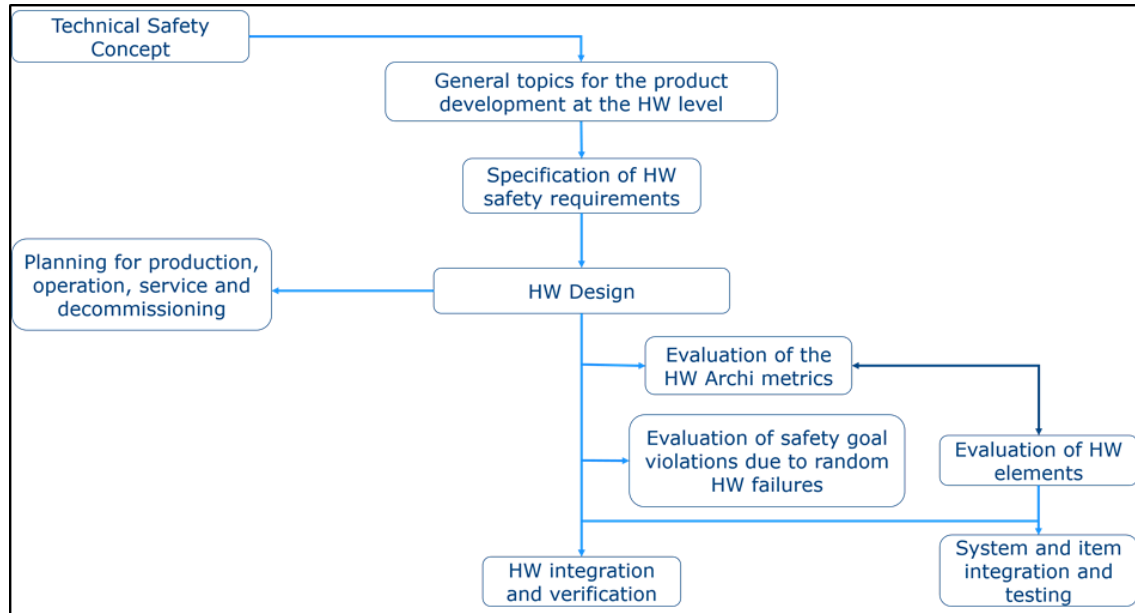 Technical Safety
Concept
General topics for the product
development at the HW level
Specification of HW
safety requirements
Planning for production,
operation, service and
decommissioning
HW Design
Evaluation of the
HW Archi metrics
Evaluation of safety goal
violations due to random
HW failures
Evaluation of HW
elements
HW integration
and verification
System and item
integration and
testing